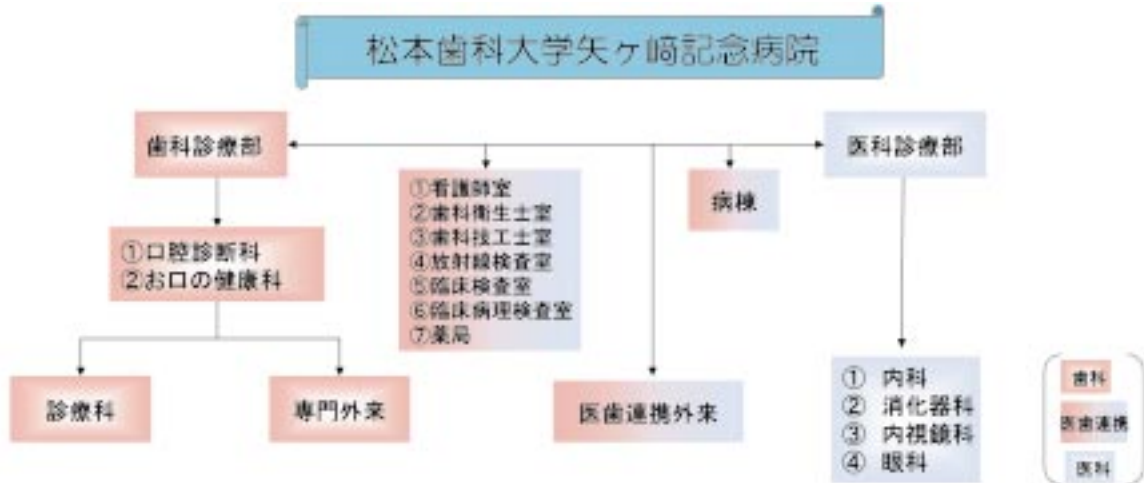 松本歯科大学矢ヶ﨑記念病院
歯科診療部
医科診療部
①看護師室
②歯科衛生士室
③歯科技工士室
④放射線検査室
⑤臨床検査室
⑥臨床病理検査室
⑦薬局
病棟
①口腔診断科
②お口の健康科
診療科
専門外来
医歯連携外来
① 内科
② 消化器科
③ 内視鏡科
④ 眼科
歯科
医歯連携
医科